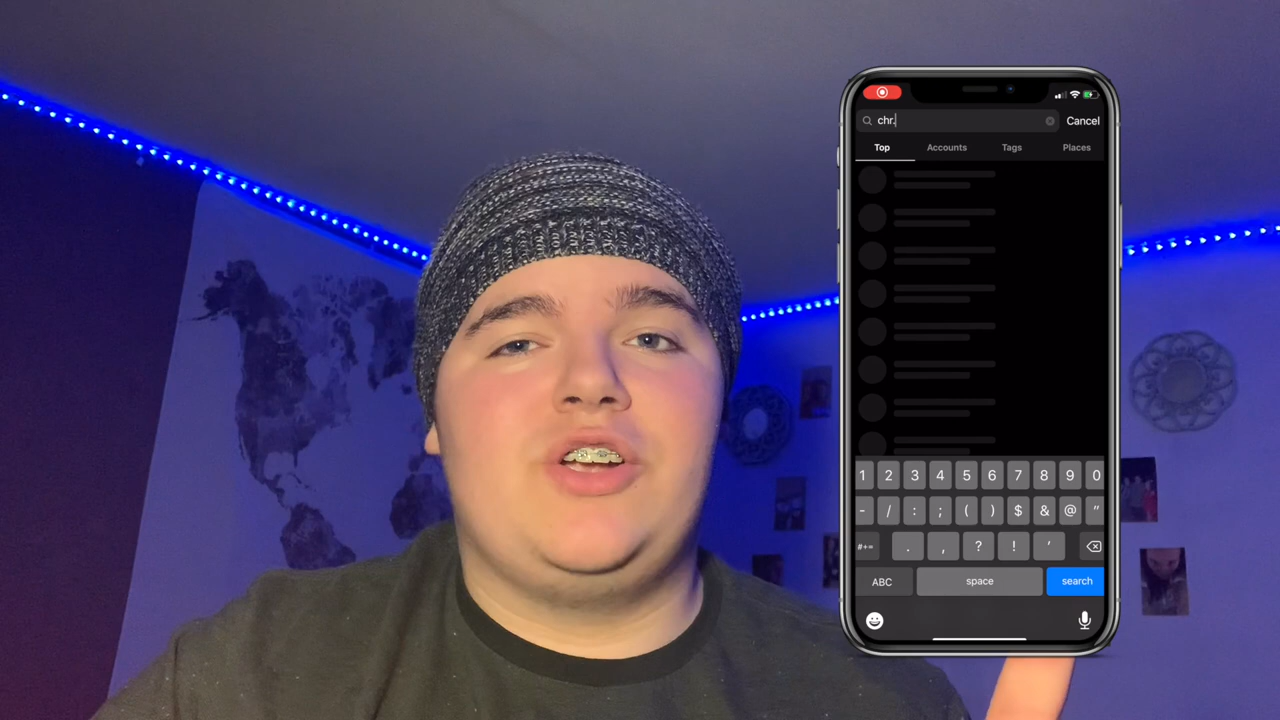 chr.
Cancel
Top Accounts Tags Places
1 2 3 4 5 6 7 8 9 0
- / : ; ( ) $ & @ "
#+= . , ? ! '
ABC space search